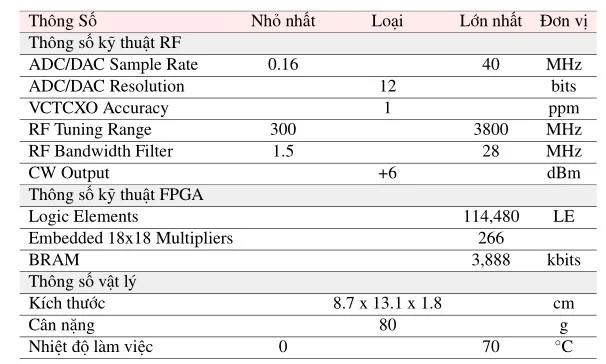 Thông Số Nhỏ nhất Loại Lớn nhất Đơn vị
Thông số kỹ thuật RF
ADC/DAC Sample Rate 0.16 40 MHz
ADC/DAC Resolution 12 bits
VCTCXO Accuracy 1 ppm
RF Tuning Range 300 3800 MHz
RF Bandwidth Filter 1.5 28 MHz
CW Output +6 dBm
Thông số kỹ thuật FPGA
Logic Elements 114,480 LE
Embedded 18x18 Multipliers 266
BRAM 3,888 kbits
Thông số vật lý
Kích thước 8.7 x 13.1 x 1.8 cm
Cân nặng 80 g
Nhiệt độ làm việc 0 70 °C